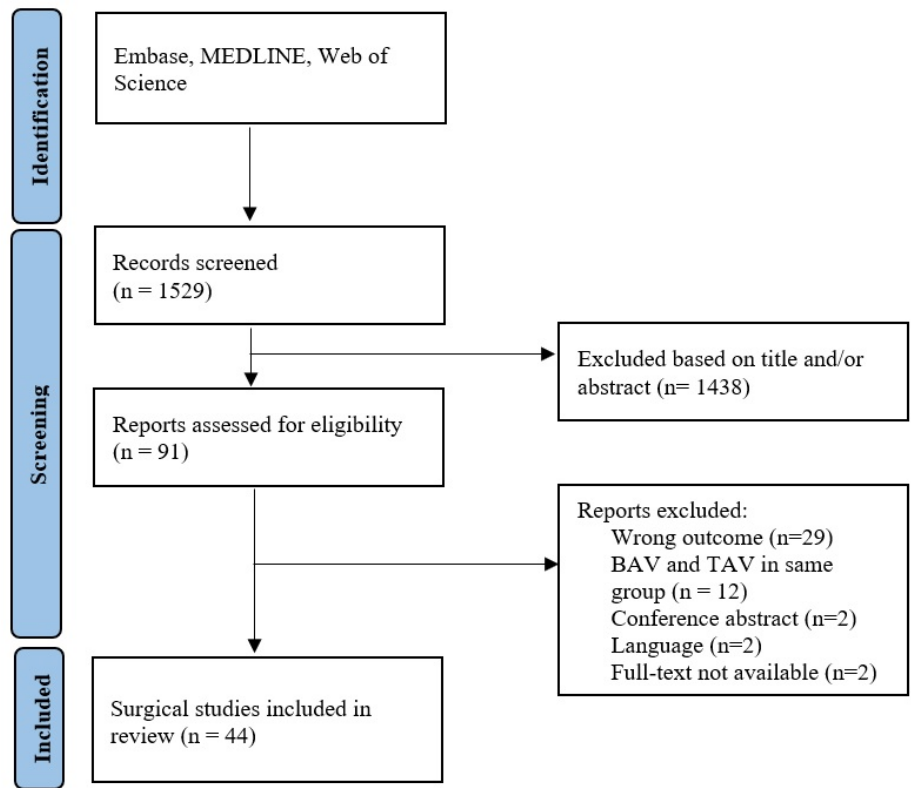 Identification
Embase, MEDLINE, Web of
Science
Screening
Records screened
(n = 1529)
Excluded based on title and/or
abstract (n= 1438)
Reports assessed for eligibility
(n = 91)
Reports excluded:
Wrong outcome (n=29)
BAV and TAV in same
group (n = 12)
Conference abstract (n=2)
Language (n=2)
Full-text not available (n=2)
Included
Surgical studies included in
review (n = 44)